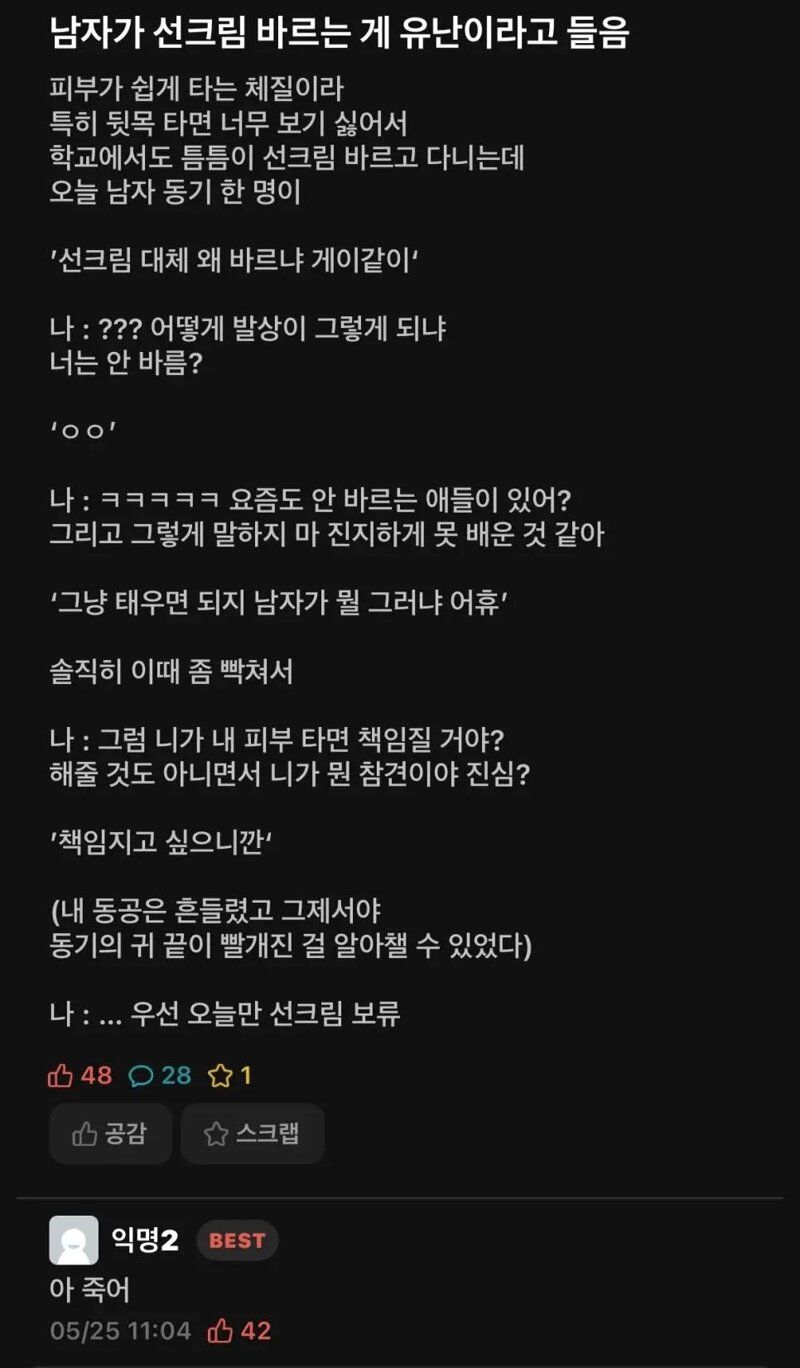 남자가 선크림 바르는 게 유난이라고 들음
피부가 쉽게 타는 체질이라
특히 뒷목 타면 너무 보기 싫어서
학교에서도 틈틈이 선크림 바르고 다니는데
오늘 남자 동기 한 명이
’선크림 대체 왜 바르냐 게이같이‘
나 : ??? 어떻게 발상이 그렇게 되냐
너는 안 바름?
‘ㅇㅇ’
나 : ㅋㅋㅋㅋㅋ 요즘도 안 바르는 애들이 있어?
그리고 그렇게 말하지 마 진지하게 못 배운 것 같아
‘그냥 태우면 되지 남자가 뭘 그러냐 어휴’
솔직히 이때 좀 빡쳐서
나 : 그럼 니가 내 피부 타면 책임질 거야?
해줄 것도 아니면서 니가 뭔 참견이야 진심?
’책임지고 싶으니깐‘
(내 동공은 흔들렸고 그제서야
동기의 귀 끝이 빨개진 걸 알아챌 수 있었다)
나 : ... 우선 오늘만 선크림 보류
48 28 1
공감 스크랩
익명2 BEST
아 죽어
05/25 11:04 42